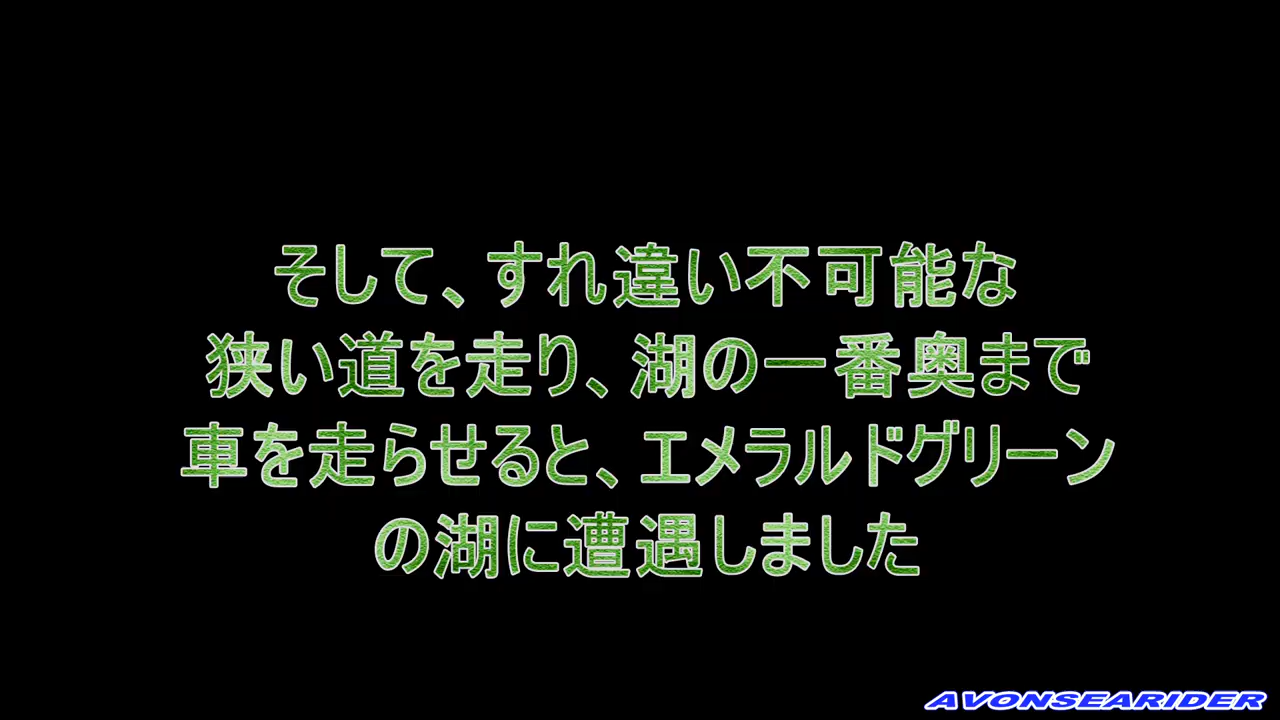 そして、すれ違い不可能な
狭い道を走り、湖の一番奥まで
車を走らせると、エメラルドグリーン
の湖に遭遇しました
AVONSEARIDER